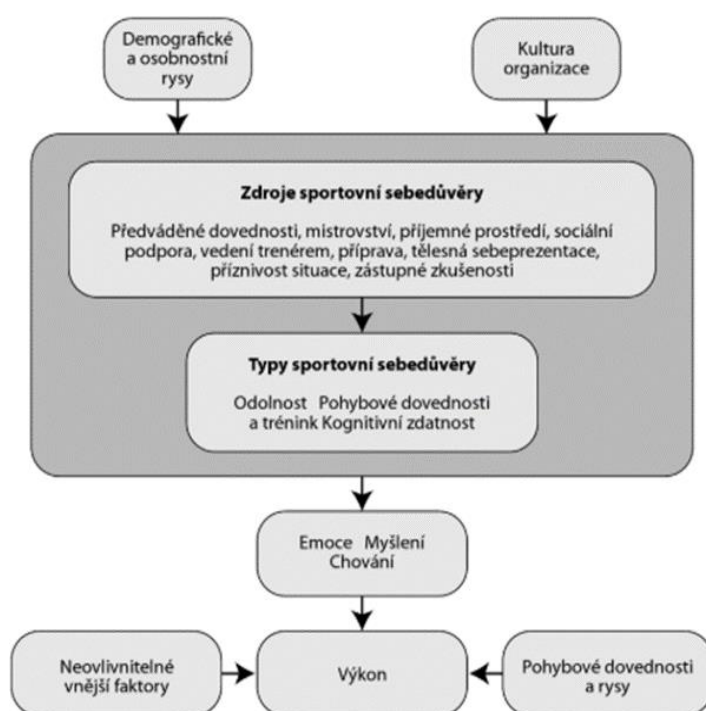 Demografické
a osobnostní
rysy
Kultura
organizace
Zdroje sportovní sebedůvěry
Předváděné dovednosti, mistrovství, příjemné prostředí, sociální
podpora, vedení trenérem, příprava, tělesná sebeprezentace,
příznivost situace, zástupné zkušenosti
Typy sportovní sebedůvěry
Odolnost Pohybové dovednosti
a trénink Kognitivní zdatnost
Emoce Myšlení
Chování
Neovlivnitelné
vnější faktory
Výkon
Pohybové dovednosti
a rysy